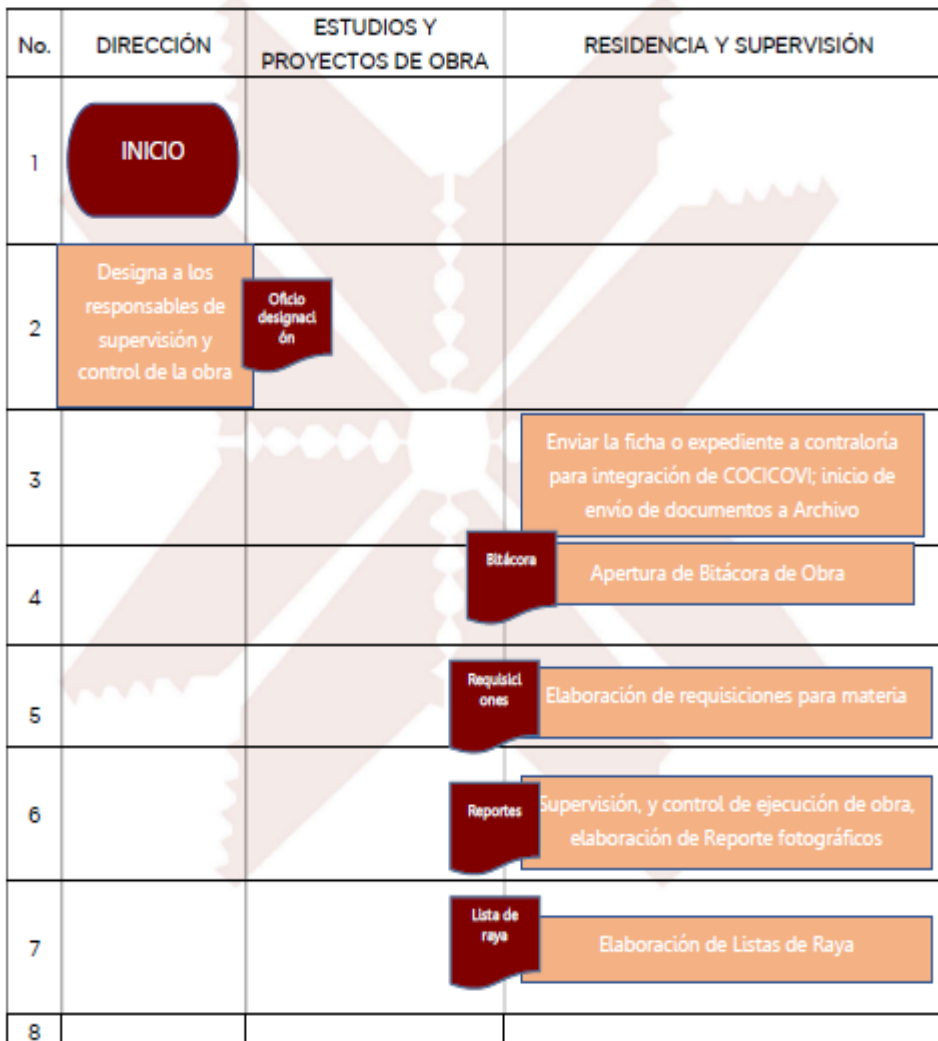 No.
DIRECCIÓN
ESTUDIOS Y
PROYECTOS DE OBRA
RESIDENCIA Y SUPERVISIÓN
1
INICIO
2
Designa a los
responsables de
supervisión y
control de la obra
Oficio
designaci
ón
3
Enviar la ficha o expediente a contraloría
para integración de COCICOVI; inicio de
envío de documentos a Archivo
4
Bitácora
Apertura de Bitácora de Obra
5
Requisici
ones
Elaboración de requisiciones para materia
6
Reportes
Supervisión, y control de ejecución de obra,
elaboración de Reporte fotográficos
7
Lista de
raya
Elaboración de Listas de Raya
8